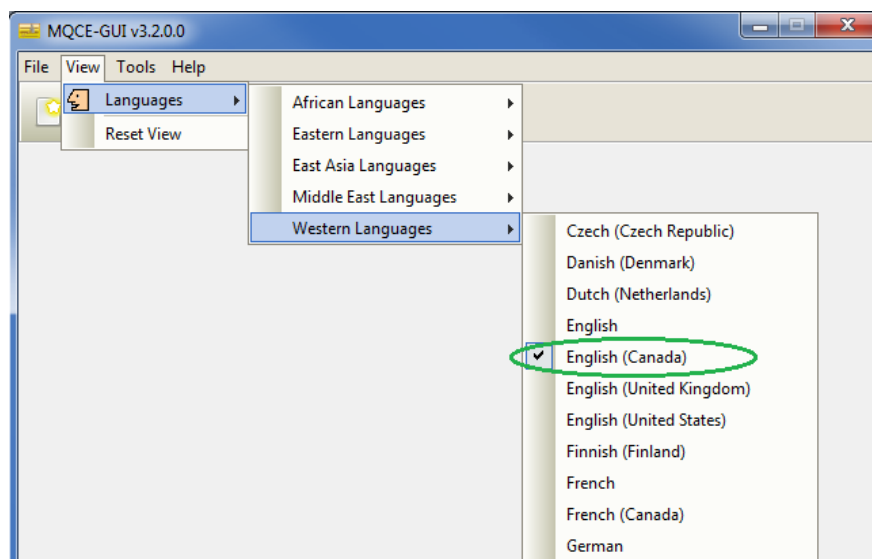 MQCE-GUI v3.2.0.0
File View Tools Help
Languages
Reset View
African Languages
Eastern Languages
East Asia Languages
Middle East Languages
Western Languages
Czech (Czech Republic)
Danish (Denmark)
Dutch (Netherlands)
English
English (Canada)
English (United Kingdom)
English (United States)
Finnish (Finland)
French
French (Canada)
German